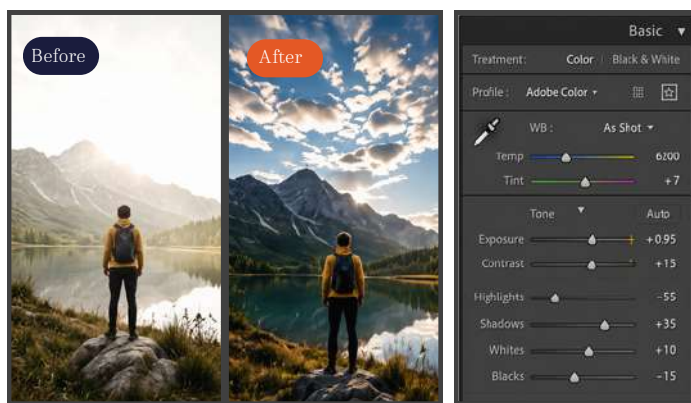 Before
After
Basic
Treatment: Color Black & White
Profile: Adobe Color
WB: As Shot
Temp 6200
Tint +7
Tone Auto
Exposure +0.95
Contrast +15
Highlights -55
Shadows +35
Whites +10
Blacks -15